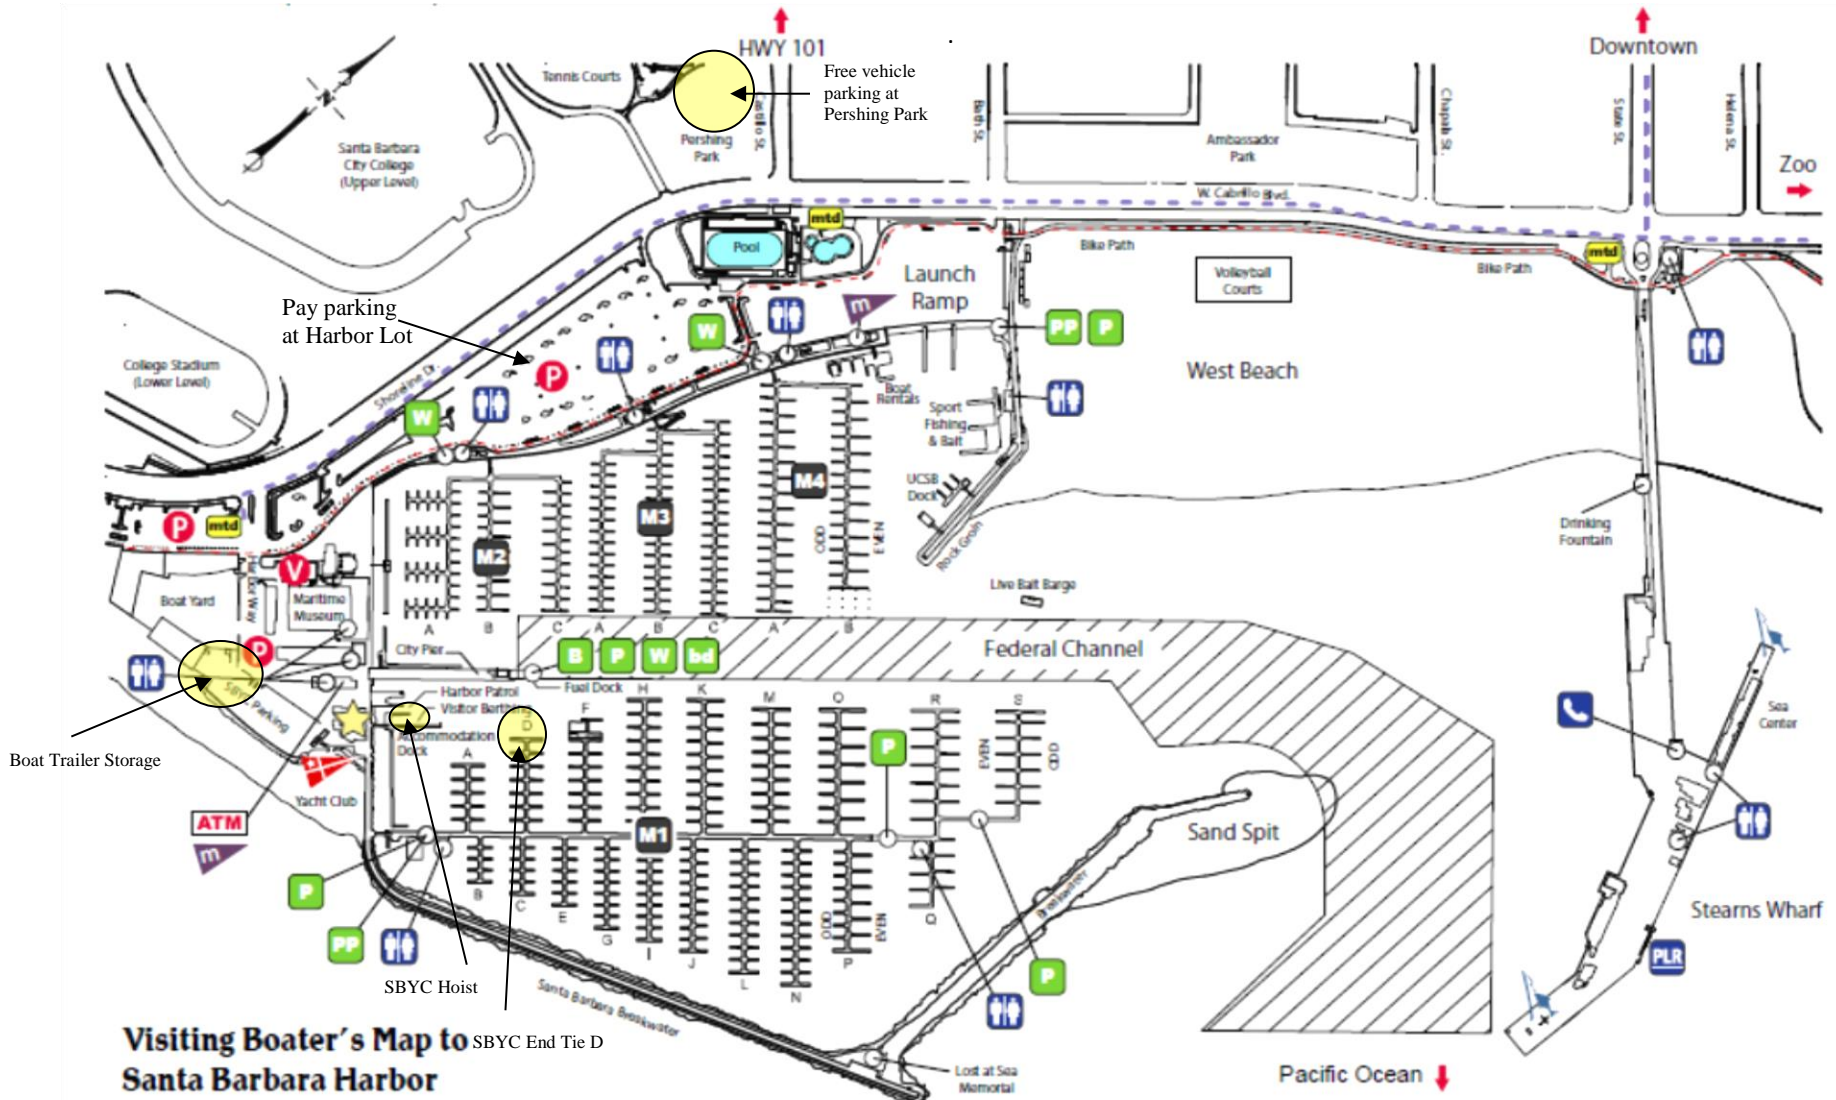 HWY 101
Downtown
Tennis Courts
Free vehicle
parking at
Pershing Park
Castillo St.
Bath St.
Chapala St.
State St.
Helena St.
Zoo
N
Santa Barbara
City College
(Upper Level)
Pershing
Park
Ambassador
Park
W. Cabrillo Blvd.
mtd
Pool
Bike Path
mtd
Bike Path
Launch
Ramp
Volleyball
Courts
Pay parking
at Harbor Lot
m
W
PP
P
College Stadium
(Lower Level)
Shoreline Dr.
P
West Beach
Boat
Rentals
Sport
Fishing
& Bait
W
UCSB
Dock
M4
M3
M2
ODD
EVEN
Rock Groin
Drinking
Fountain
P
mtd
V
Harbor Way
Boat Yard
Maritime
Museum
Live Bait Barge
A
B
C
A
B
C
A
B
City Pier
P
B
P
W
bd
Federal Channel
Fuel Dock
SBYC Parking
Harbor Patrol
Visitor Berthing
Accommodation
Dock
A
D
F
H
K
M
O
R
S
EVEN
ODD
P
Sea
Center
Boat Trailer Storage
Yacht Club
ATM
m
M1
Sand Spit
Breakwater
P
PP
B
C
E
G
I
J
L
N
P
Q
ODD
EVEN
P
Stearns Wharf
PLR
SBYC Hoist
Santa Barbara Breakwater
SBYC End Tie D
Lost at Sea
Memorial
Pacific Ocean
Visiting Boater's Map to
Santa Barbara Harbor